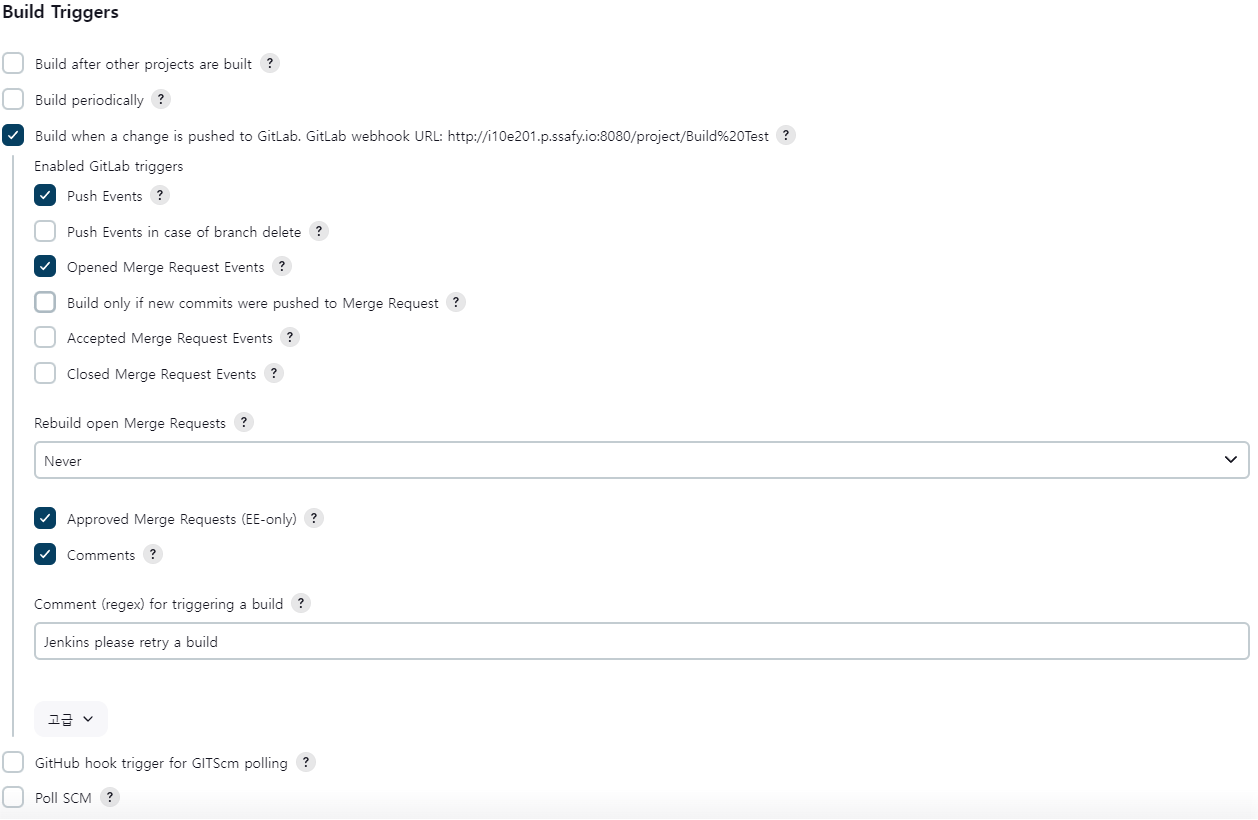 Build Triggers
Build after other projects are built ?
Build periodically ?
Build when a change is pushed to GitLab. GitLab webhook URL: http://i10e201.p.ssafy.io:8080/project/Build%20Test ?
Enabled GitLab triggers
Push Events ?
Push Events in case of branch delete ?
Opened Merge Request Events ?
Build only if new commits were pushed to Merge Request ?
Accepted Merge Request Events ?
Closed Merge Request Events ?
Rebuild open Merge Requests ?
Never
Approved Merge Requests (EE-only) ?
Comments ?
Comment (regex) for triggering a build ?
Jenkins please retry a build
고급
GitHub hook trigger for GITScm polling ?
Poll SCM ?